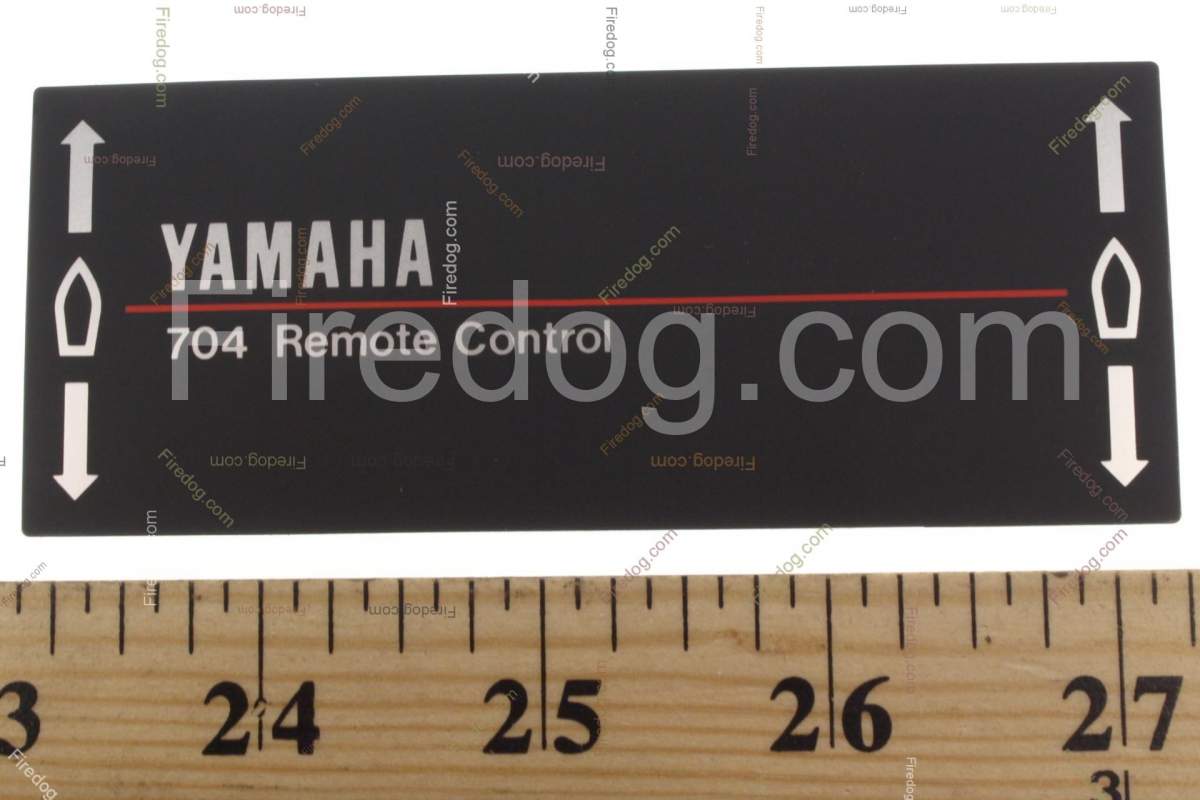 YAMAHA
704 Remote Control
Firedog.com
3 24 25 26 27
3